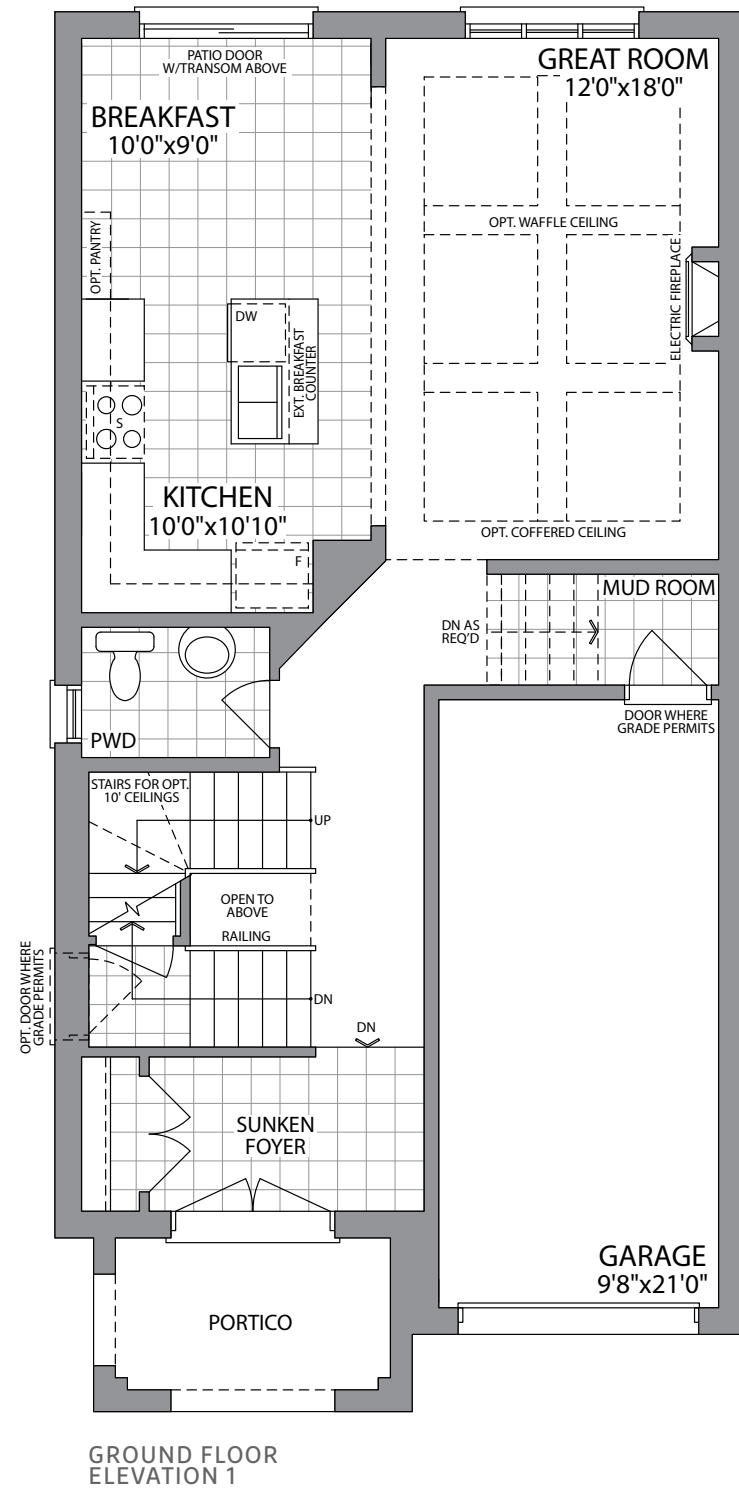 PATIO DOOR
W/TRANSOM ABOVE
GREAT ROOM
12'0"x18'0"
BREAKFAST
10'0"x9'0"
OPT. PANTRY
OPT. WAFFLE CEILING
ELECTRIC FIREPLACE
DW
EXT. BREAKFAST
COUNTER
S
KITCHEN
10'0"x10'10"
OPT. COFFERED CEILING
F
MUD ROOM
DN AS
REQ'D
DOOR WHERE
GRADE PERMITS
PWD
STAIRS FOR OPT.
10' CEILINGS
UP
OPEN TO
ABOVE
RAILING
OPT. DOOR WHERE
GRADE PERMITS
DN
DN
SUNKEN
FOYER
GARAGE
9'8"x21'0"
PORTICO
GROUND FLOOR
ELEVATION 1